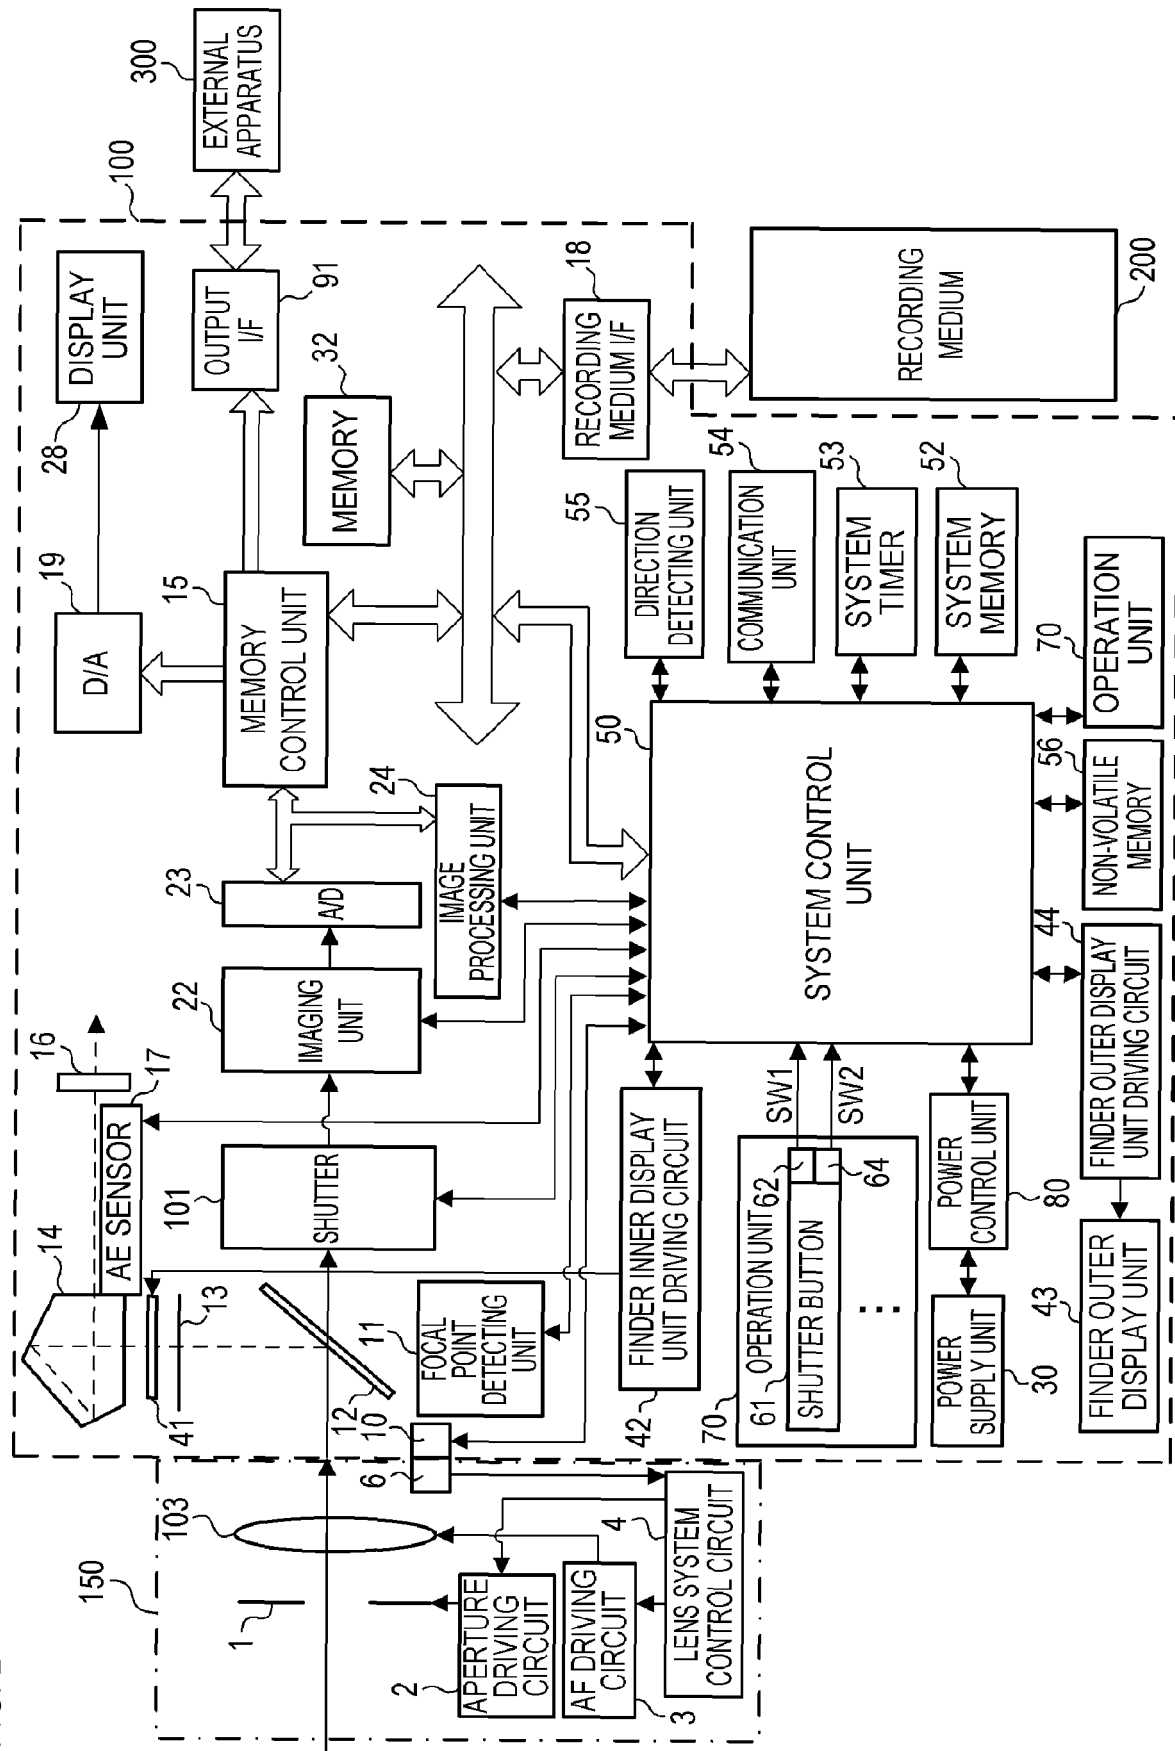 300
EXTERNAL
APPARATUS
100
28
DISPLAY
UNIT
OUTPUT
I/F
91
19
D/A
15
MEMORY
CONTROL UNIT
MEMORY
32
RECORDING
MEDIUM I/F
18
RECORDING
MEDIUM
200
16
AE SENSOR
17
14
41
13
12
101
SHUTTER
22
IMAGING
UNIT
23
A/D
24
IMAGE
PROCESSING UNIT
11
FOCAL
POINT
DETECTING
UNIT
10
6
150
103
1
2
APERTURE
DRIVING
CIRCUIT
AF DRIVING
CIRCUIT
3
4
LENS SYSTEM
CONTROL CIRCUIT
42
FINDER INNER DISPLAY
UNIT DRIVING CIRCUIT
50
SYSTEM CONTROL
UNIT
55
DIRECTION
DETECTING UNIT
54
COMMUNICATION
UNIT
53
SYSTEM
TIMER
52
SYSTEM
MEMORY
SW1
SW2
70
OPERATION UNIT
61
SHUTTER BUTTON
62
64
...
POWER
CONTROL UNIT
80
POWER
SUPPLY UNIT
30
43
FINDER OUTER
DISPLAY UNIT
44
FINDER OUTER DISPLAY
UNIT DRIVING CIRCUIT
56
NON-VOLATILE
MEMORY
70
OPERATION
UNIT